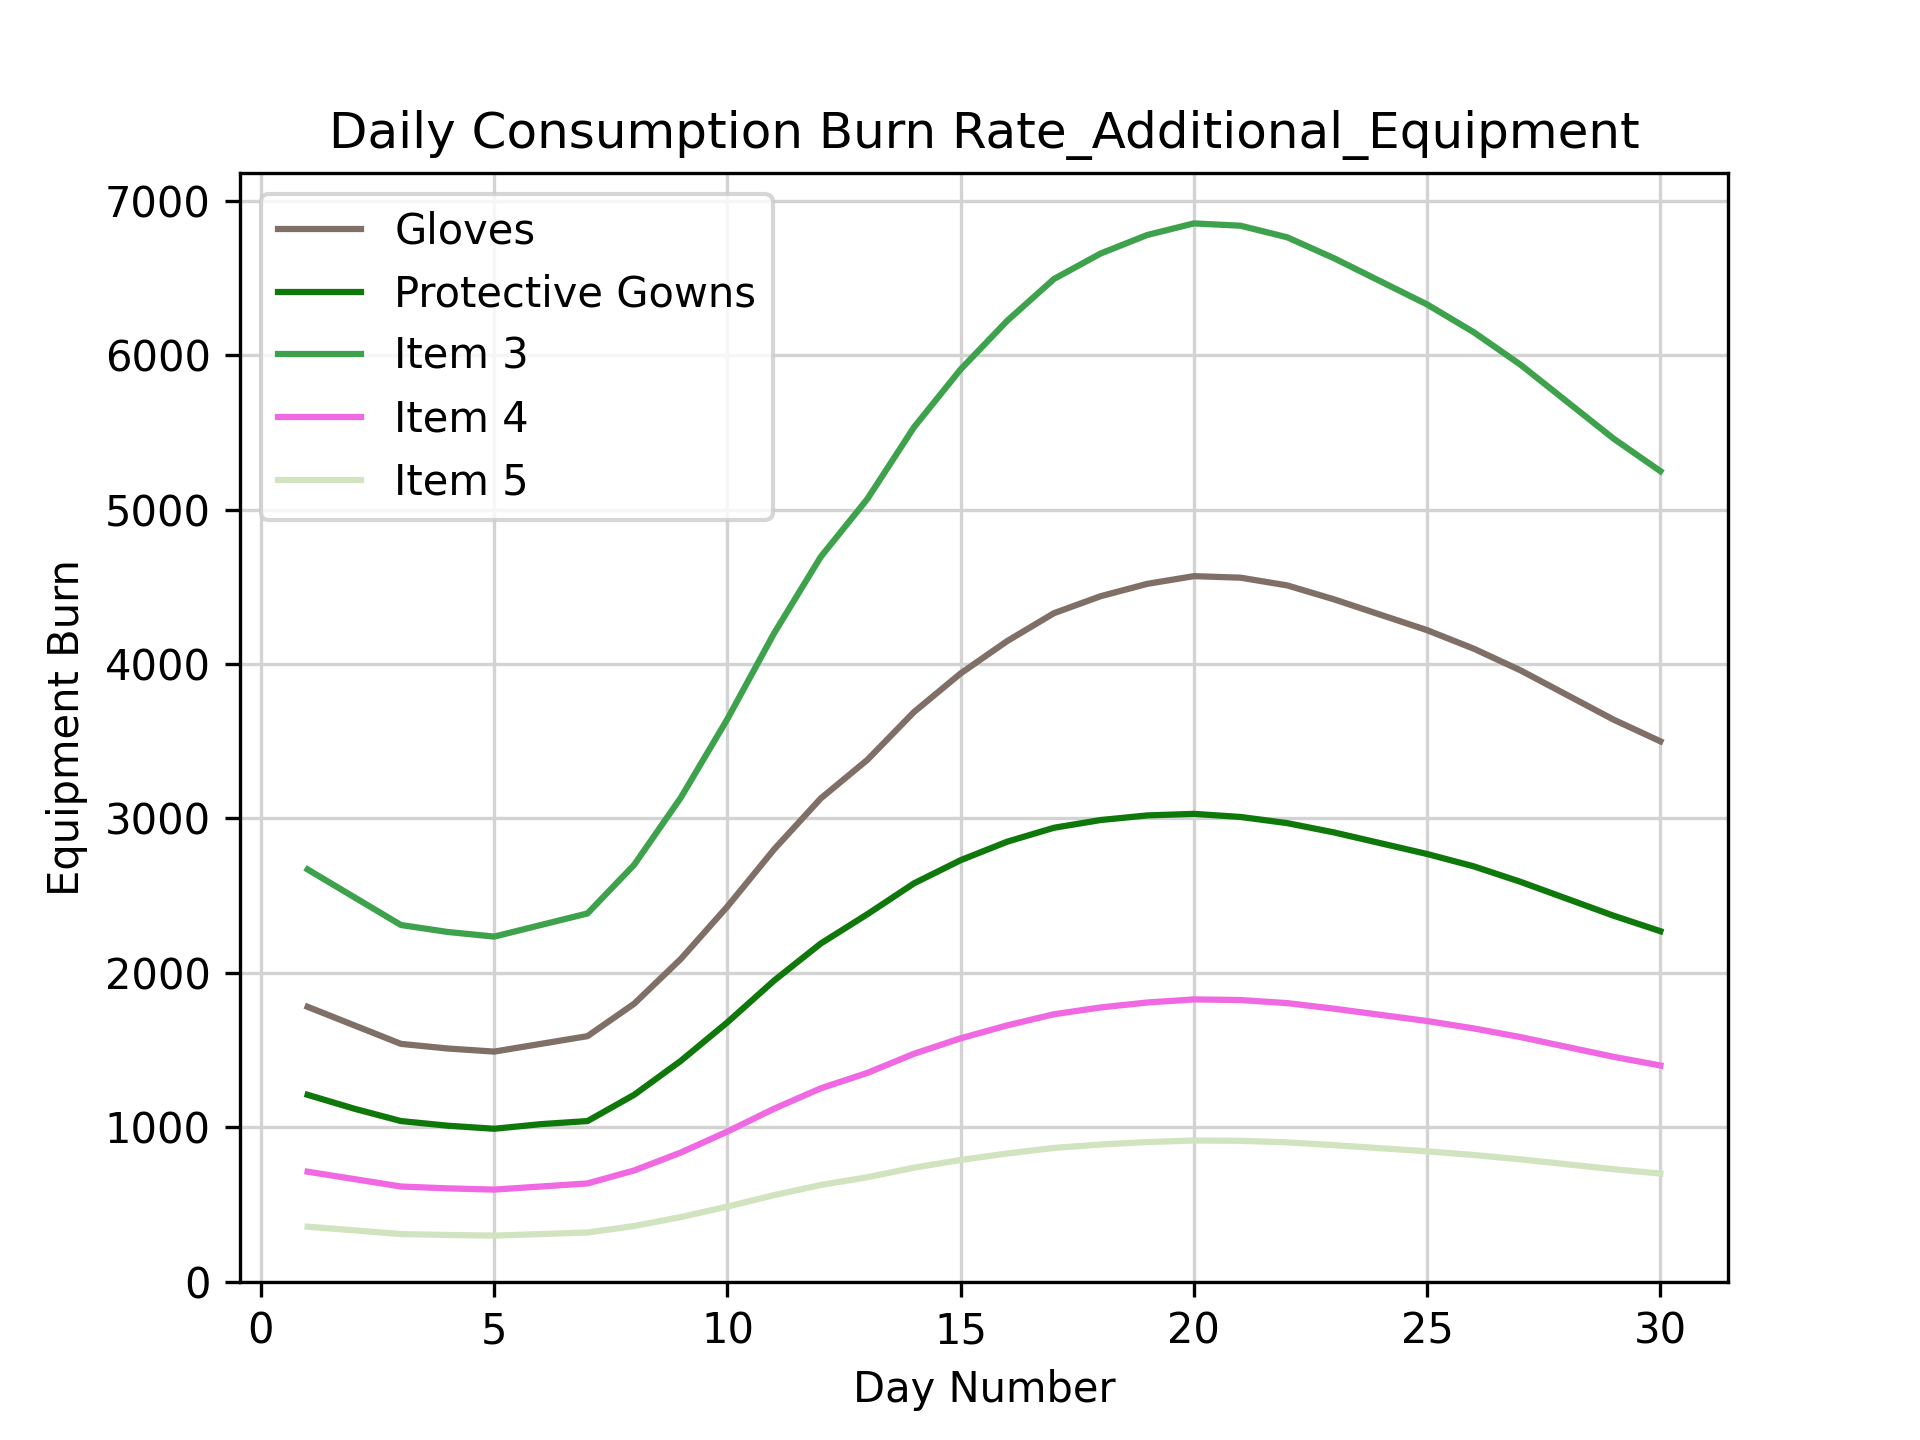 Daily Consumption Burn Rate_Additional_Equipment
7000
6000
5000
4000
3000
2000
1000
0
Equipment Burn
Gloves
Protective Gowns
Item 3
Item 4
Item 5
0 5 10 15 20 25 30
Day Number